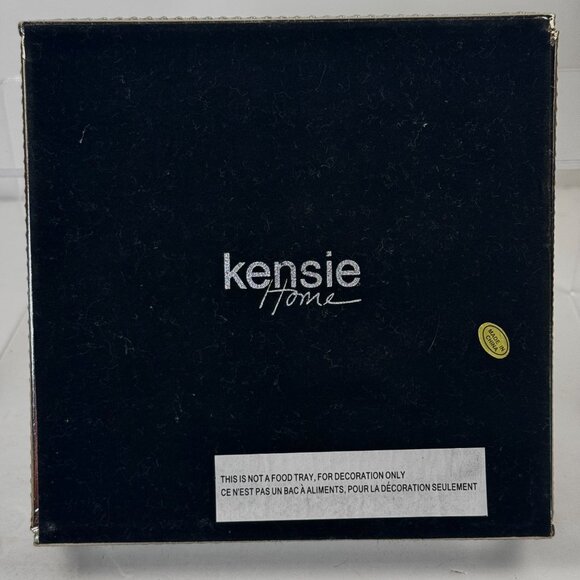 kensie
Home
MADE IN
CHINA
THIS IS NOT A FOOD TRAY, FOR DECORATION ONLY
CE N'EST PAS UN BAC À ALIMENTS, POUR LA DÉCORATION SEULEMENT